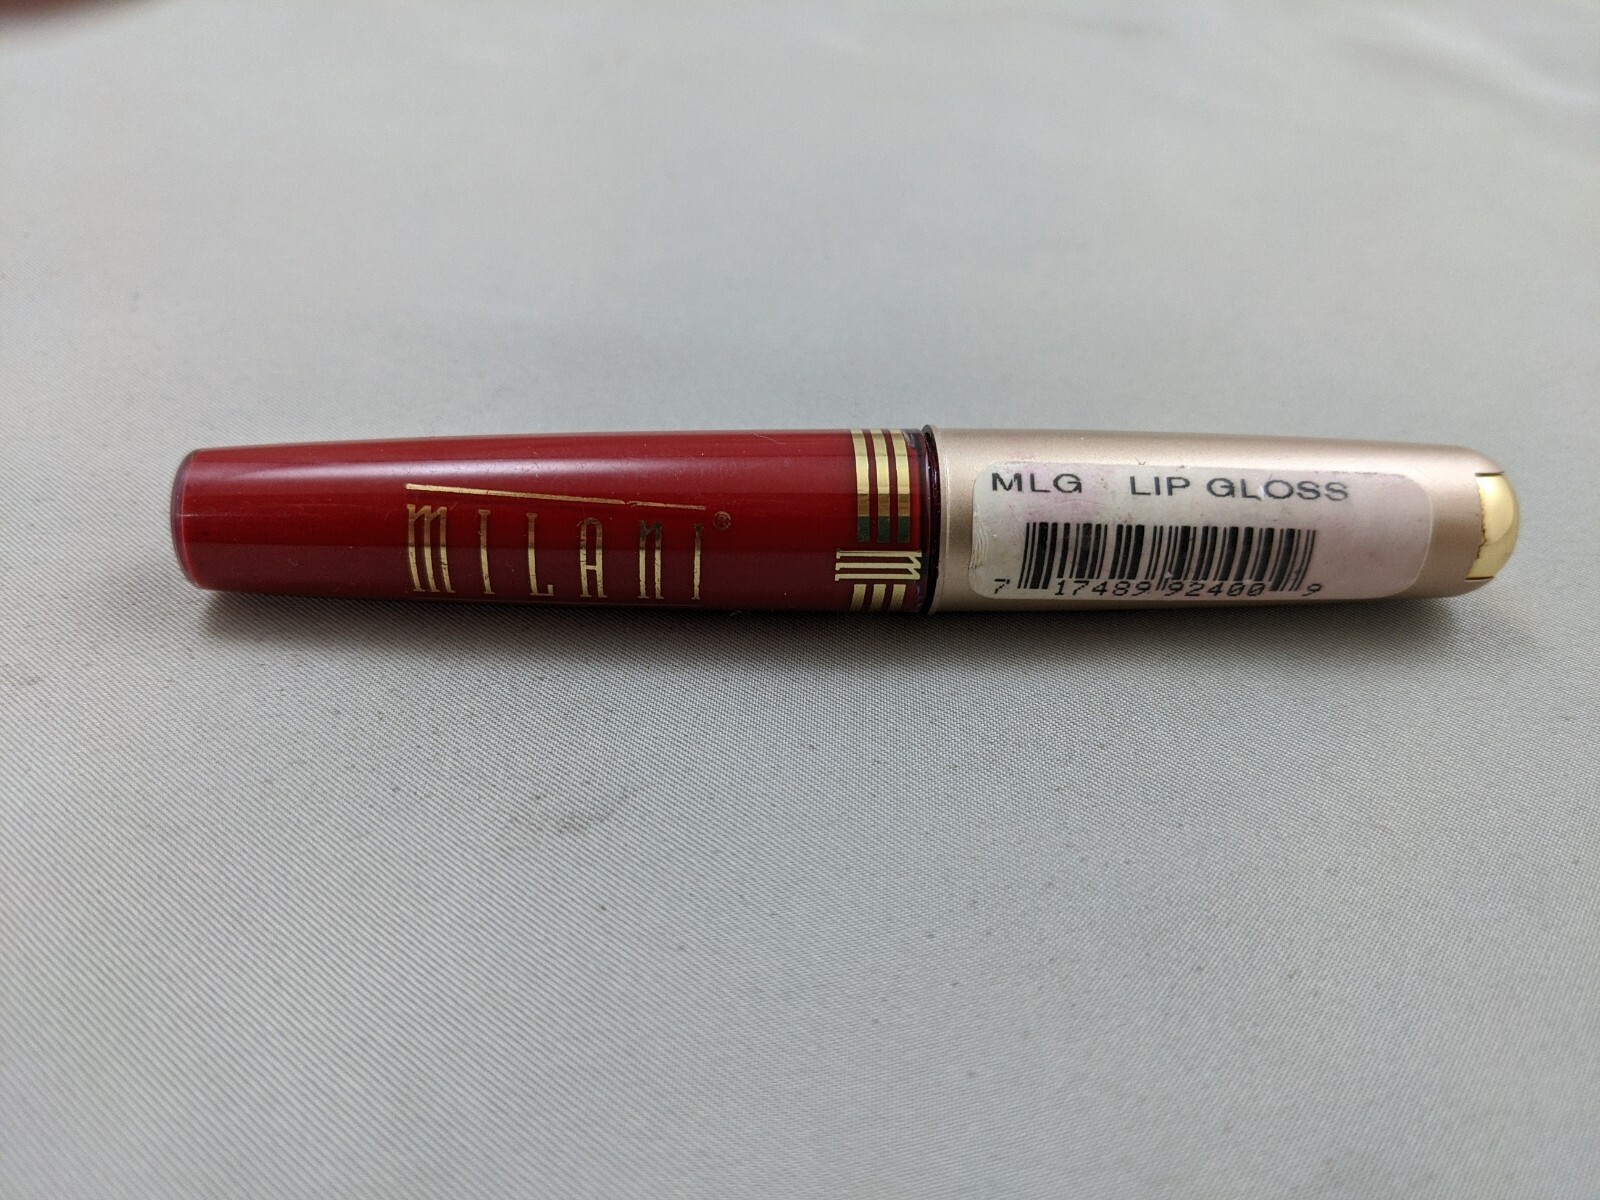 MILANI®
m
MLG LIP GLOSS
7 17489 92400 9